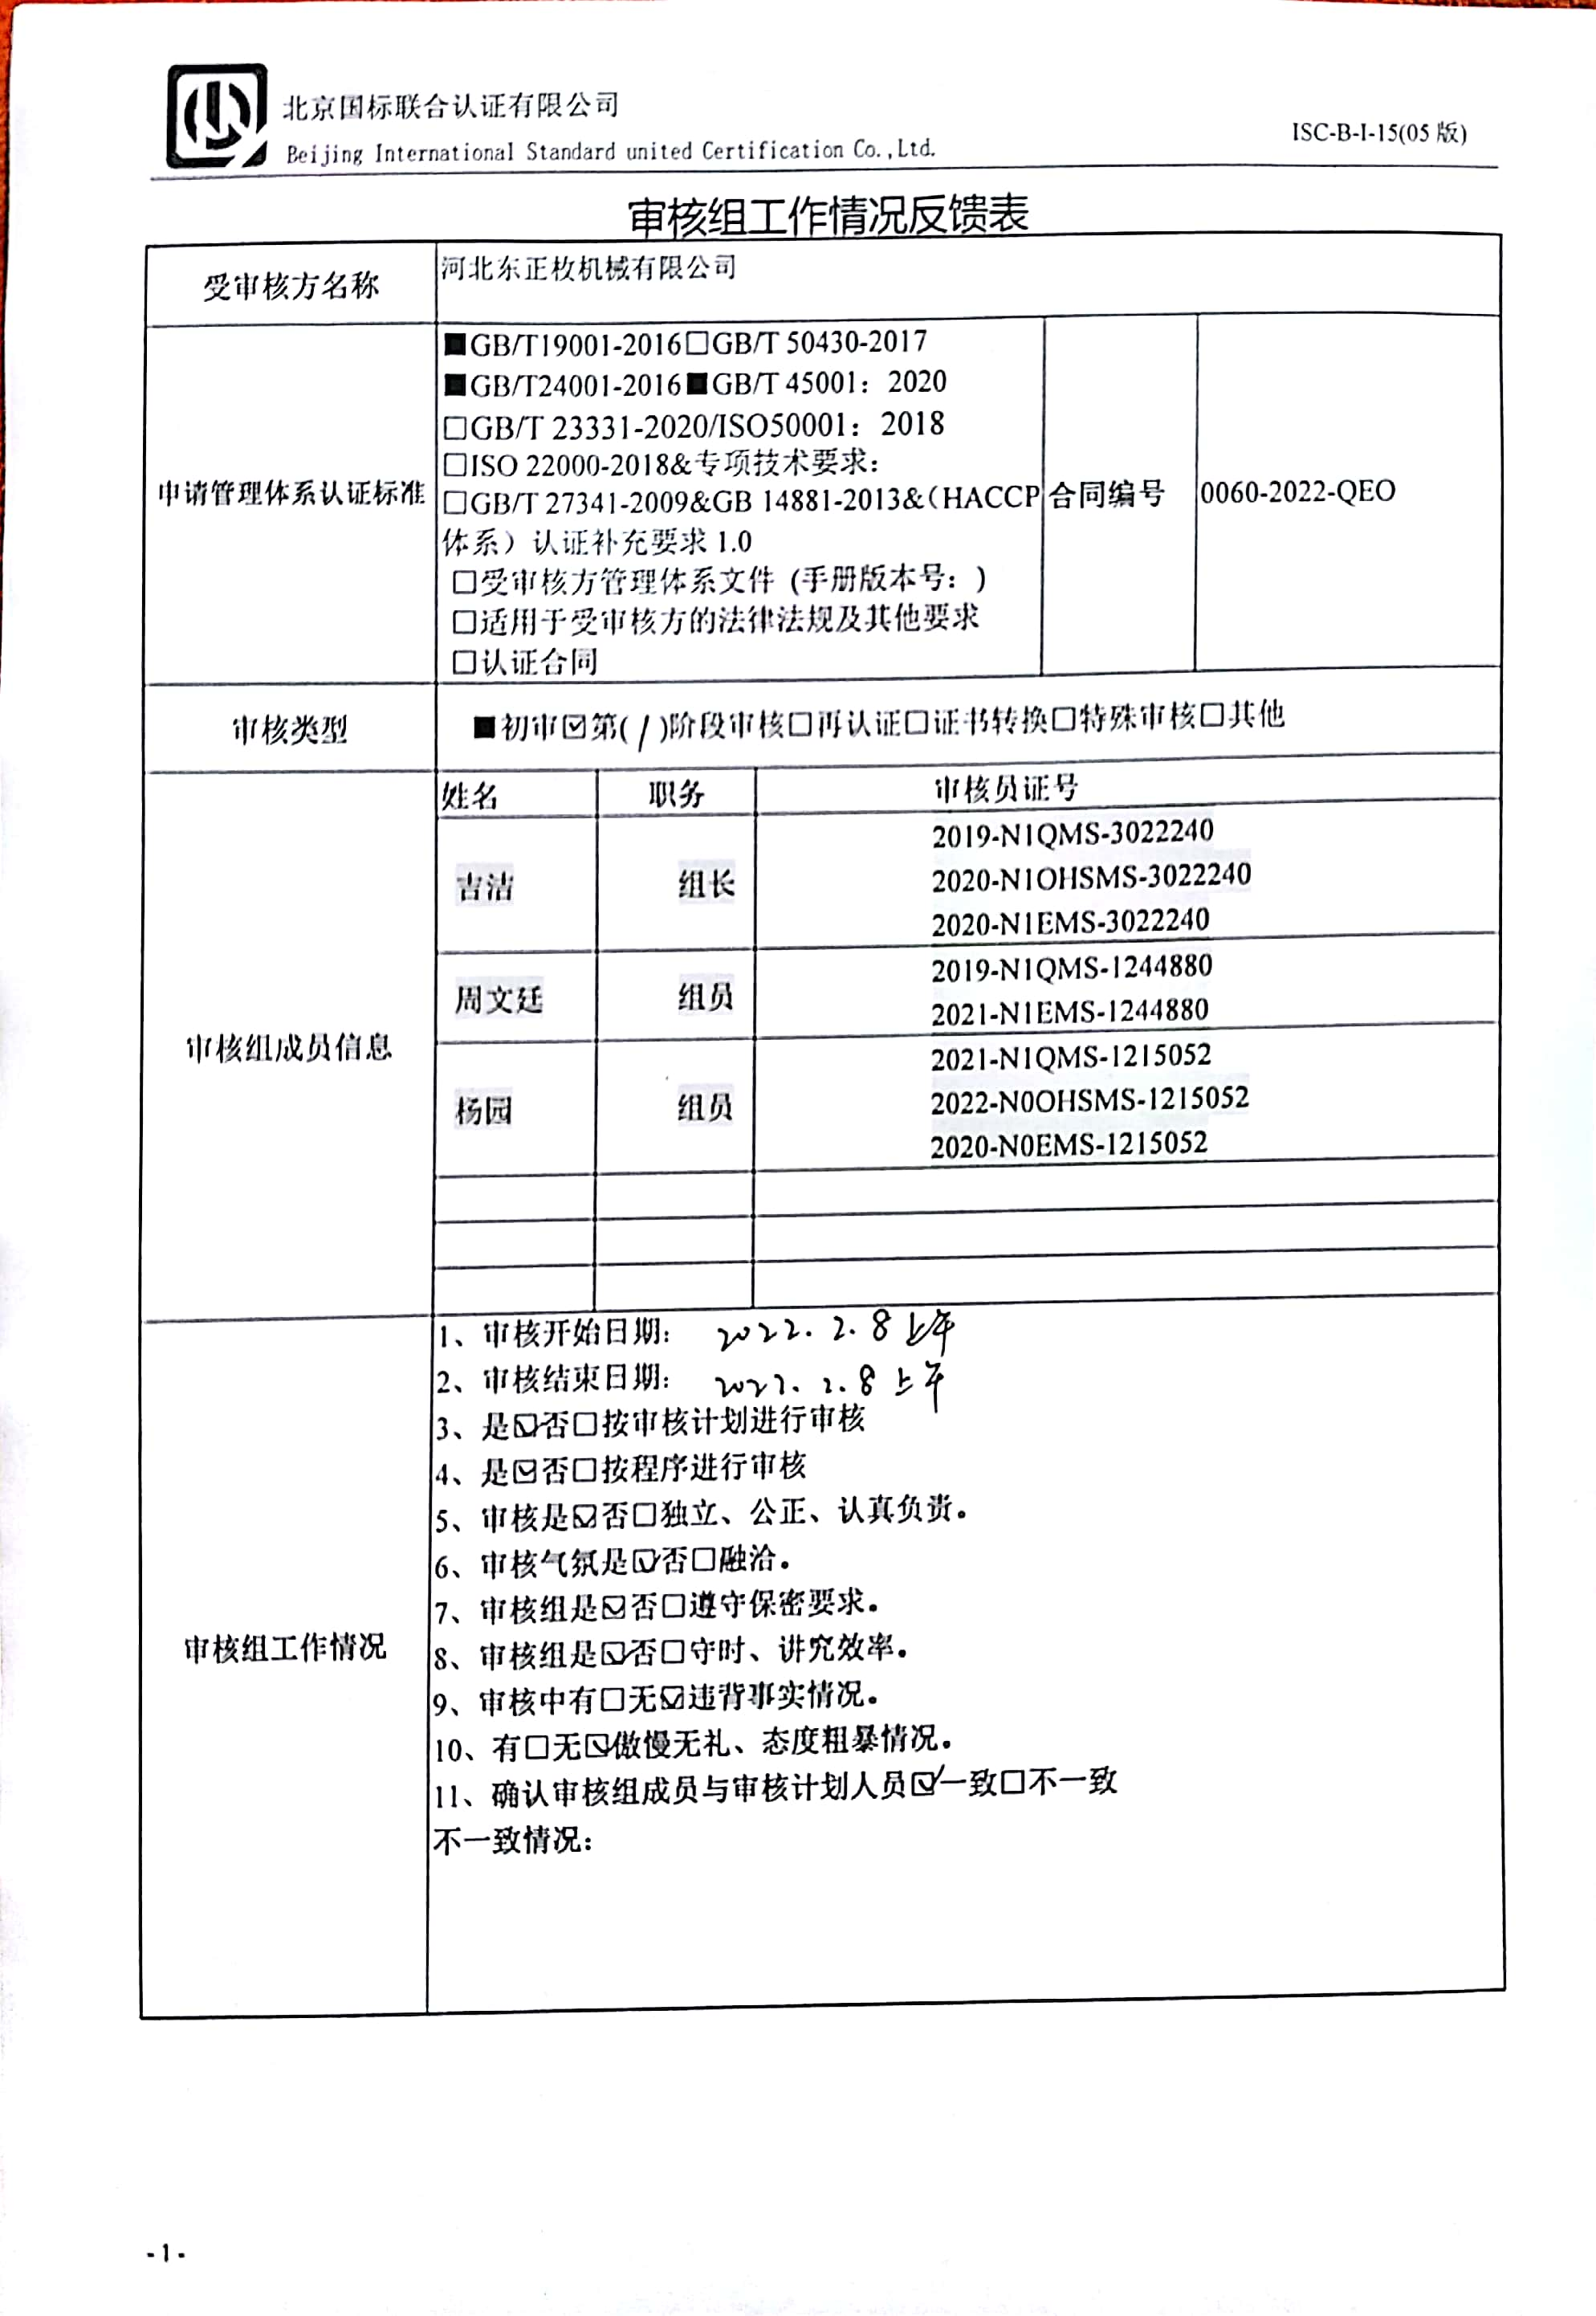 北京国标联合认证有限公司
Beijing International Standard united Certification Co.,Ltd.
ISC-B-I-15(05 版)
审核组工作情况反馈表
受审核方名称
河北东正枚机械有限公司
申请管理体系认证标准
■GB/T19001-2016□GB/T 50430-2017
■GB/T24001-2016■GB/T 45001：2020
□GB/T 23331-2020/ISO50001：2018
□ISO 22000-2018&专项技术要求：
□GB/T 27341-2009&GB 14881-2013&（HACCP
体系）认证补充要求 1.0
□受审核方管理体系文件 (手册版本号：)
□适用于受审核方的法律法规及其他要求
□认证合同
合同编号
0060-2022-QEO
审核类型
■初审☑第(1)阶段审核□再认证□证书转换□特殊审核□其他
审核组成员信息
姓名 职务 审核员证号
吉洁 组长
2019-N1QMS-3022240
2020-N1OHSMS-3022240
2020-N1EMS-3022240
周文廷 组员
2019-N1QMS-1244880
2021-N1EMS-1244880
杨园 组员
2021-N1QMS-1215052
2022-N0OHSMS-1215052
2020-N0EMS-1215052
审核组工作情况
1、审核开始日期： 2022.2.8 上午
2、审核结束日期： 2022.2.8 上午
3、是☑否□按审核计划进行审核
4、是☑否□按程序进行审核
5、审核是☑否□独立、公正、认真负责。
6、审核气氛是☑否□融洽。
7、审核组是☑否□遵守保密要求。
8、审核组是☑否□守时、讲究效率。
9、审核中有□无☑违背事实情况。
10、有□无☑傲慢无礼、态度粗暴情况。
11、确认审核组成员与审核计划人员☑一致□不一致
不一致情况：
- 1 -